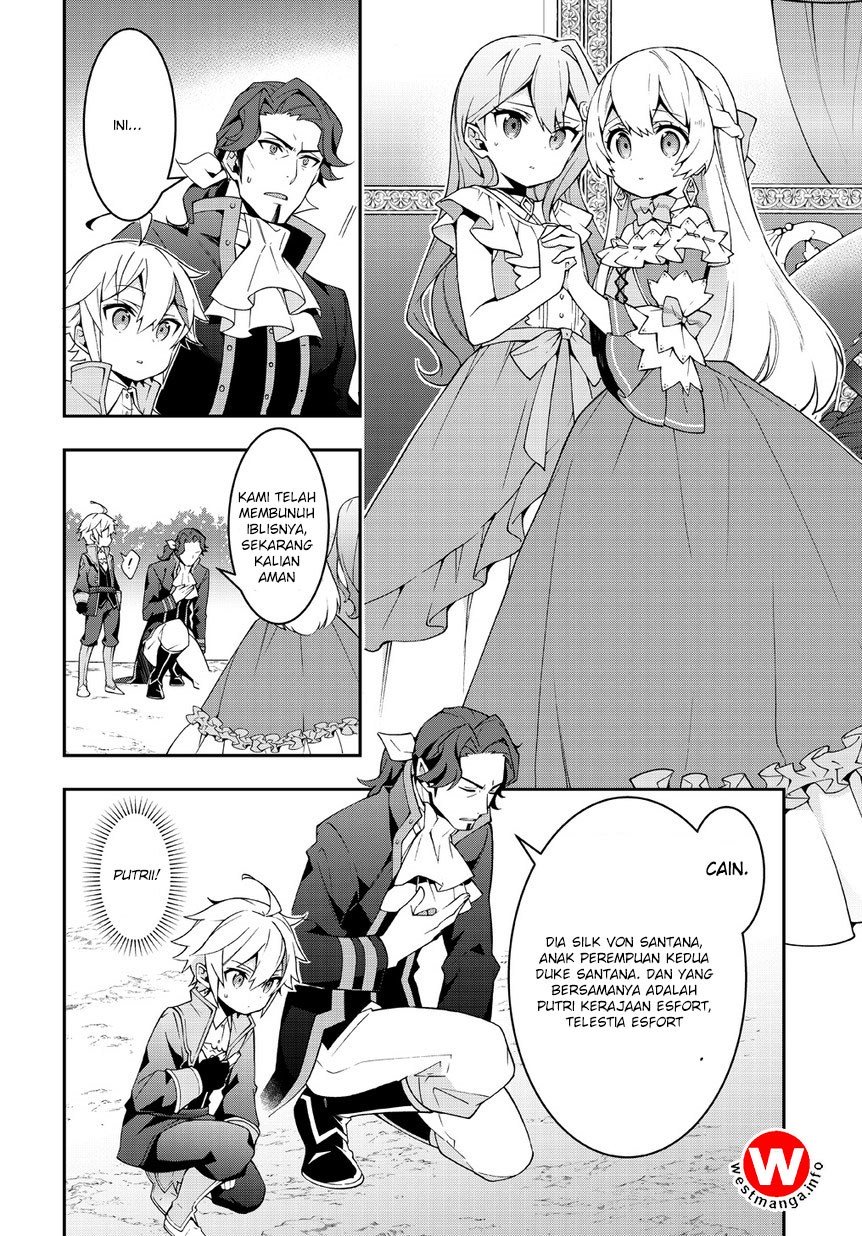 INI...
KAMI TELAH
MEMBUNUH
IBLISNYA,
SEKARANG
KALIAN
AMAN
!
CAIN.
DIA SILK VON SANTANA,
ANAK PEREMPUAN KEDUA
DUKE SANTANA. DAN YANG
BERSAMANYA ADALAH
PUTRI KERAJAAN ESFORT,
TELESTIA ESFORT
PUTRII!
W
westmanga.info